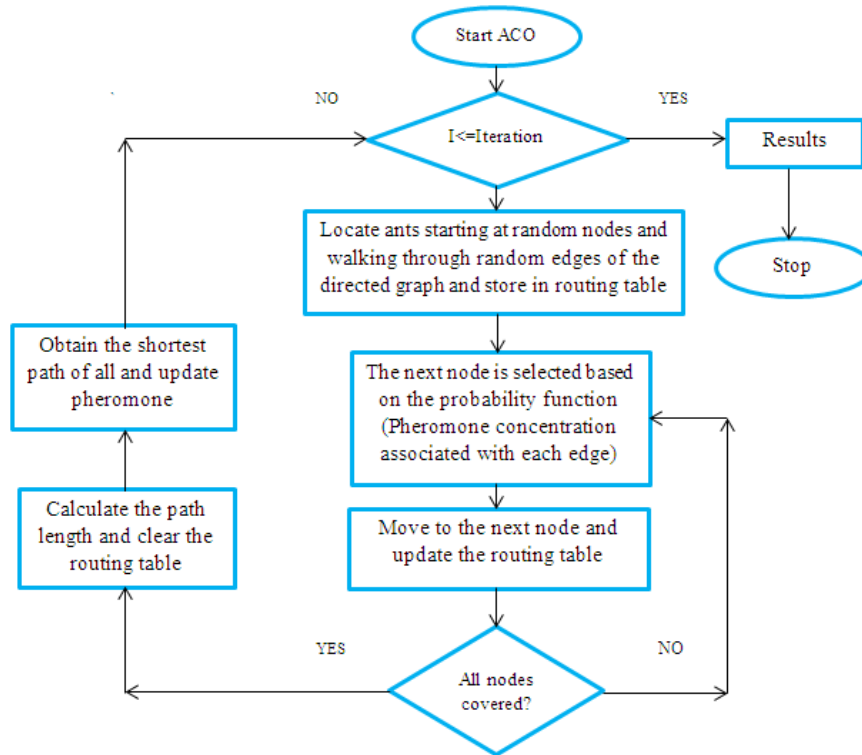 Start ACO
NO
YES
I<=Iteration
Results
Locate ants starting at random nodes and
walking through random edges of the
directed graph and store in routing table
Stop
Obtain the shortest
path of all and update
pheromone
The next node is selected based
on the probability function
(Pheromone concentration
associated with each edge)
Calculate the path
length and clear the
routing table
Move to the next node and
update the routing table
YES
NO
All nodes
covered?